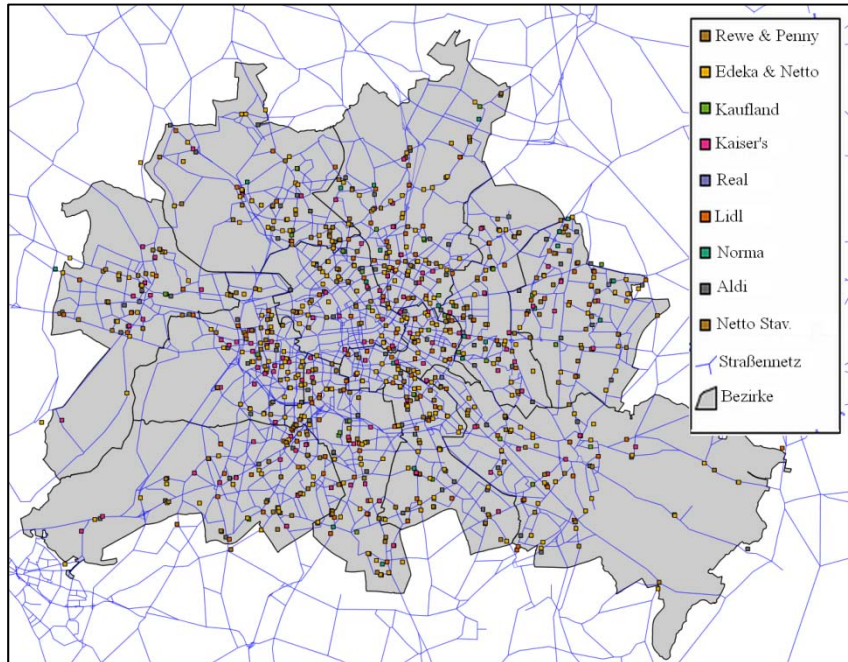 Rewe & Penny
Edeka & Netto
Kaufland
Kaiser's
Real
Lidl
Norma
Aldi
Netto Stav.
Straßennetz
Bezirke